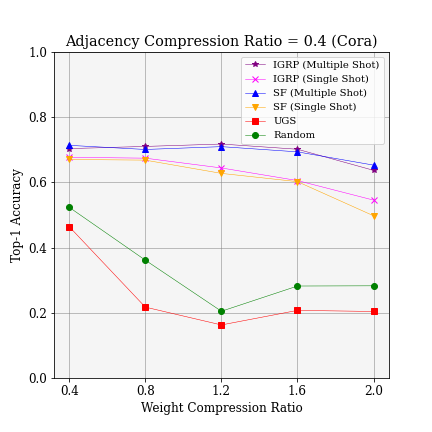 Adjacency Compression Ratio = 0.4 (Cora)
1.0
0.8
0.6
0.4
0.2
0.0
Top-1 Accuracy
IGRP (Multiple Shot)
IGRP (Single Shot)
SF (Multiple Shot)
SF (Single Shot)
UGS
Random
0.4 0.8 1.2 1.6 2.0
Weight Compression Ratio